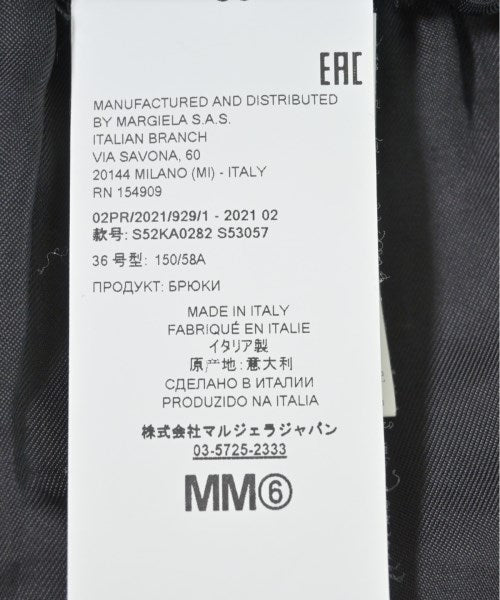 EAC
MANUFACTURED AND DISTRIBUTED
BY MARGIELA S.A.S.
ITALIAN BRANCH
VIA SAVONA, 60
20144 MILANO (MI) - ITALY
RN 154909
02PR/2021/929/1 - 2021 02
款号: S52KA0282 S53057
36 号型: 150/58A
ПРОДУКТ: БРЮКИ
MADE IN ITALY
FABRIQUÉ EN ITALIE
イタリア製
原产地: 意大利
СДЕЛАНО В ИТАЛИИ
PRODUZIDO NA ITALIA
株式会社マルジェラジャパン
03-5725-2333
MM⑥